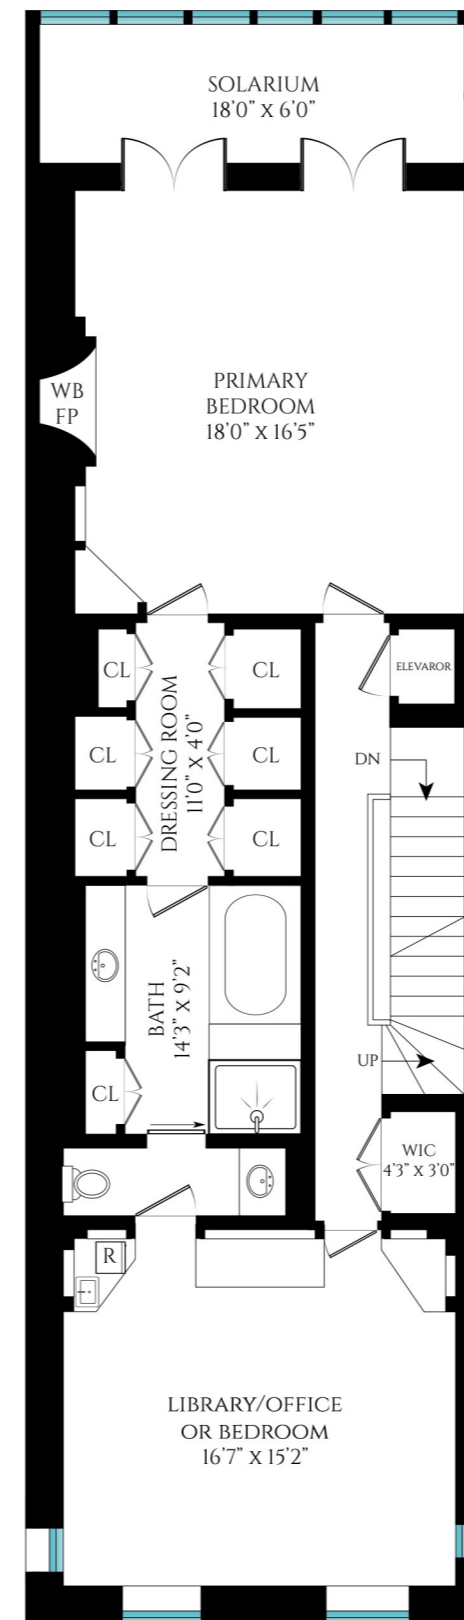 SOLARIUM
18'0" X 6'0"
WB
FP
PRIMARY
BEDROOM
18'0" X 16'5"
ELEVAROR
CL
CL
DRESSING ROOM
11'0" X 4'0"
CL
CL
DN
CL
CL
BATH
14'3" X 9'2"
CL
UP
WIC
4'3" X 3'0"
R
LIBRARY/OFFICE
OR BEDROOM
16'7" X 15'2"